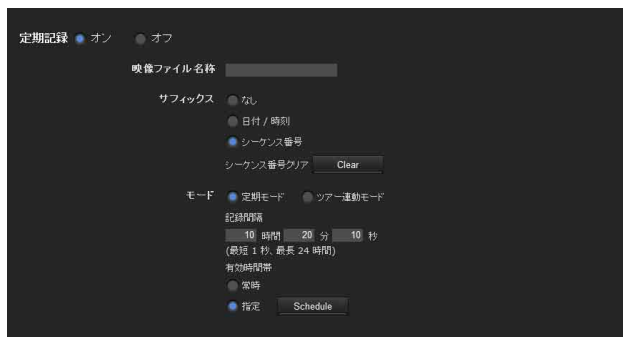 定期記録 オン オフ
映像ファイル名称
サフィックス なし
日付 / 時刻
シーケンス番号
シーケンス番号クリア Clear
モード 定期モード ツアー連動モード
記録間隔
10 時間 20 分 10 秒
(最短 1 秒、最長 24 時間)
有効時間帯
常時
指定 Schedule